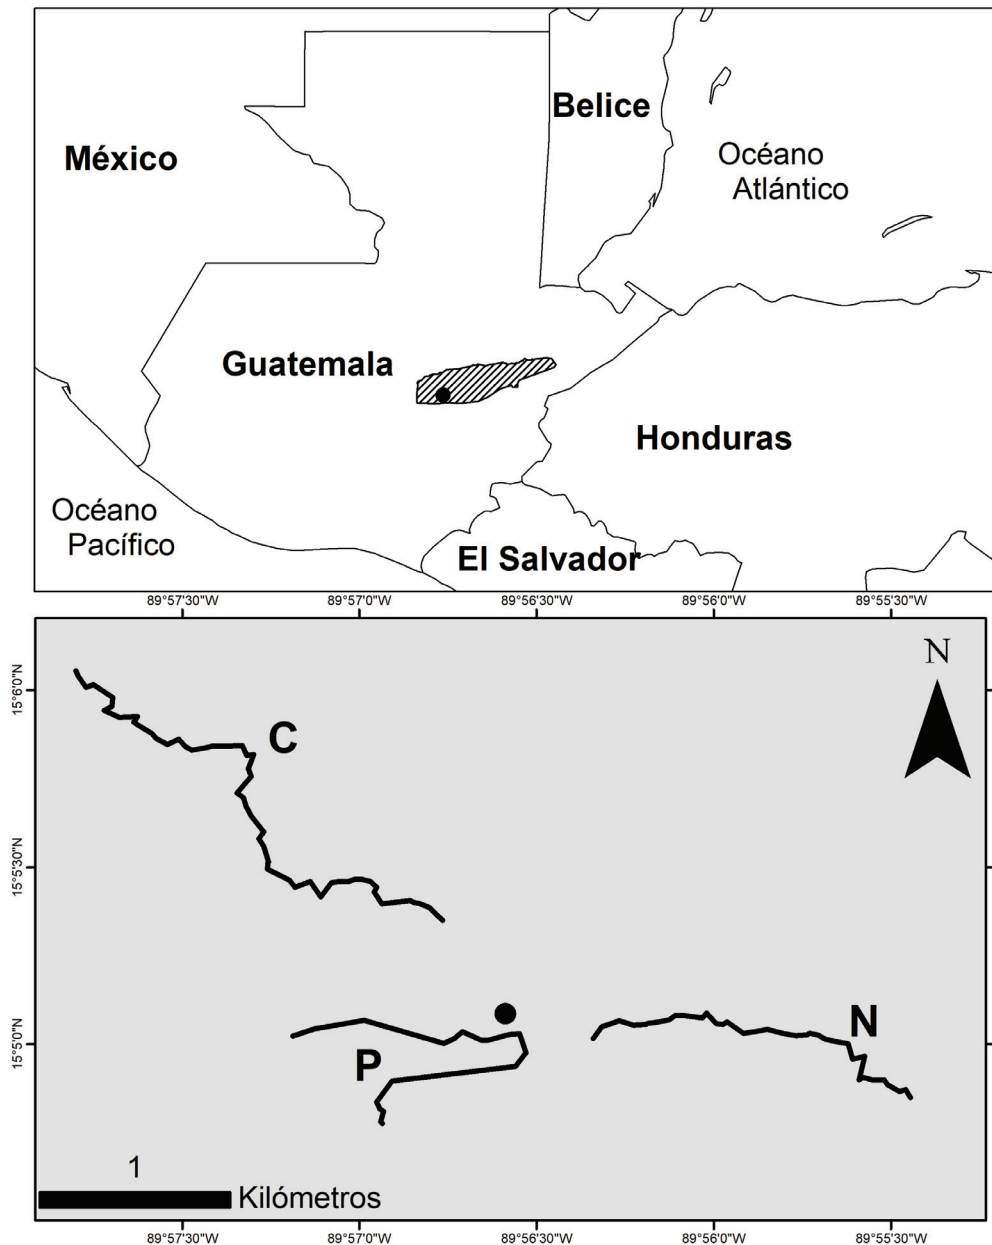 Belice
México
Océano
Atlántico
Guatemala
Honduras
Océano
Pacífico
El Salvador
89°57'30"W 89°57'0"W 89°56'30"W 89°56'0"W 89°55'30"W
N
15°6'0"N
C
15°5'30"N
15°5'0"N
N
P
1
Kilómetros
89°57'30"W 89°57'0"W 89°56'30"W 89°56'0"W 89°55'30"W